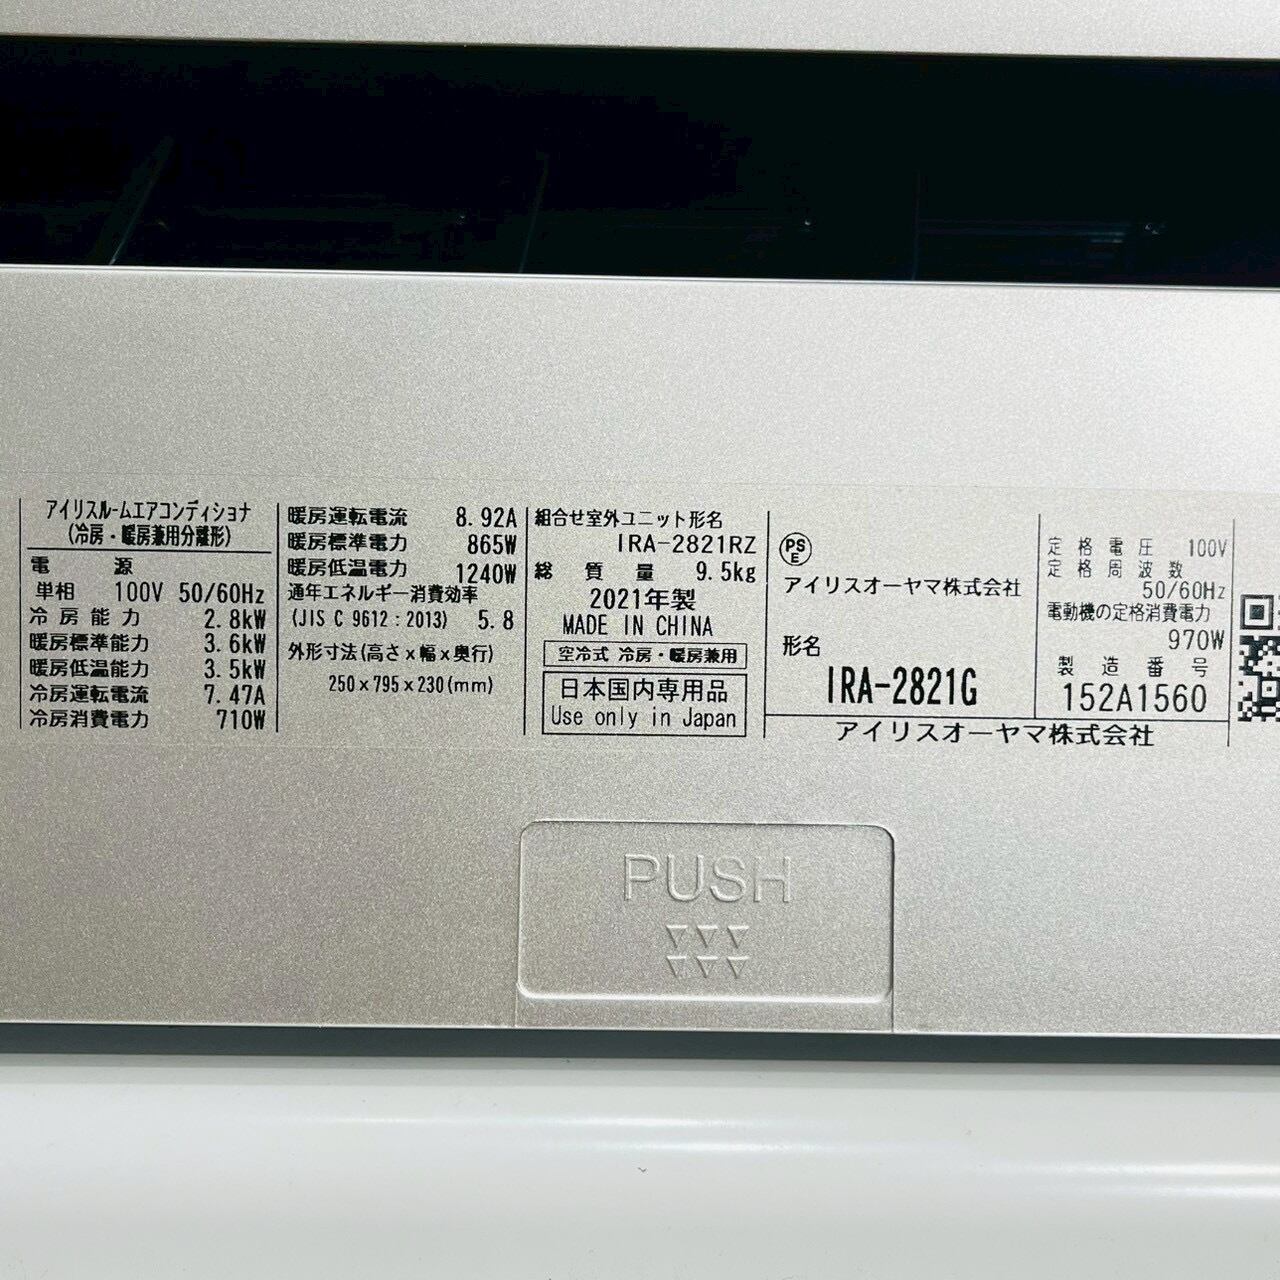 アイリスルームエアコンディショナ
(冷房・暖房兼用分離形)
電源
単相 100V 50/60Hz
冷房能力 2.8kW
暖房標準能力 3.6kW
暖房低温能力 3.5kW
冷房運転電流 7.47A
冷房消費電力 710W
暖房運転電流 8.92A
暖房標準電力 865W
暖房低温電力 1240W
通年エネルギー消費効率
(JIS C 9612:2013) 5.8
外形寸法(高さx幅x奥行)
250x795x230(mm)
組合せ室外ユニット形名
IRA-2821RZ
総質量 9.5kg
2021年製
MADE IN CHINA
空冷式 冷房・暖房兼用
日本国内専用品
Use only in Japan
PSE
アイリスオーヤマ株式会社
形名
IRA-2821G
定格電圧 100V
定格周波数
50/60Hz
電動機の定格消費電力
970W
製造番号
152A1560
アイリスオーヤマ株式会社
PUSH